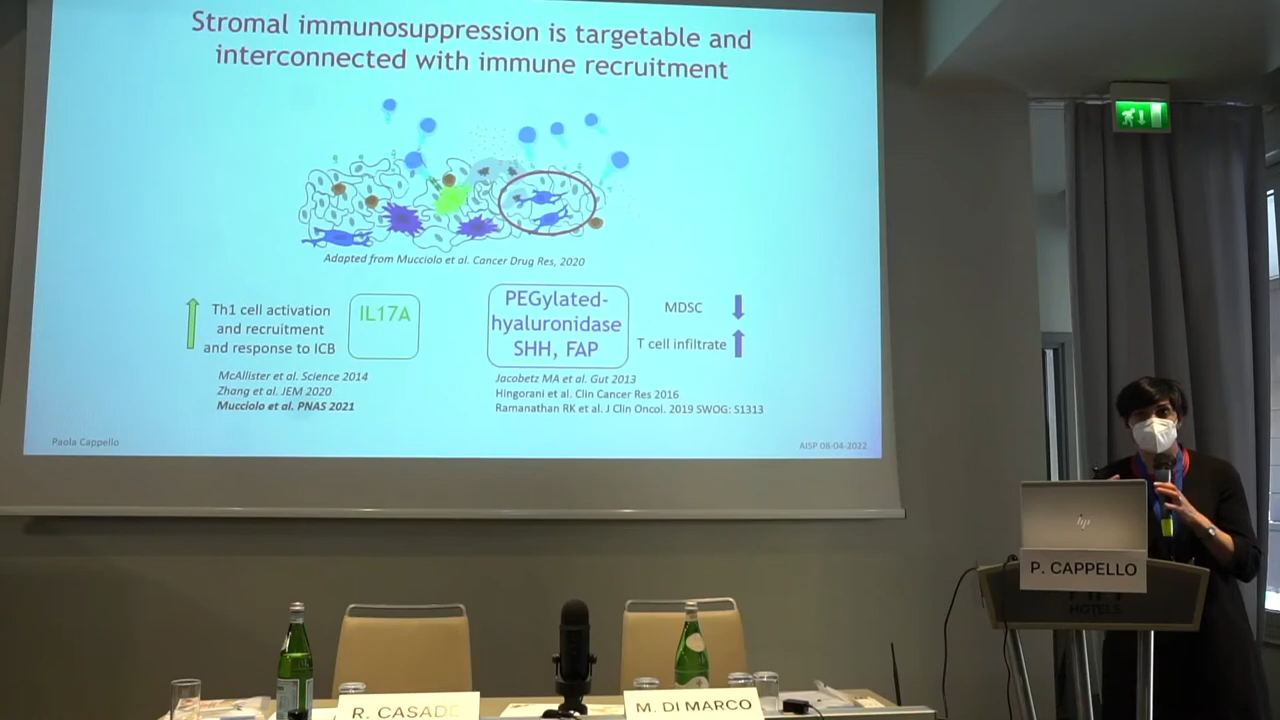 Stromal immunosuppression is targetable and
interconnected with immune recruitment
Adapted from Mucciolo et al. Cancer Drug Res, 2020
Th1 cell activation
and recruitment
and response to ICB
IL17A
McAllister et al. Science 2014
Zhang et al. JEM 2020
Mucciolo et al. PNAS 2021
PEGylated-
hyaluronidase
SHH, FAP
MDSC
T cell infiltrate
Jacobetz MA et al. Gut 2013
Hingorani et al. Clin Cancer Res 2016
Ramanathan RK et al. J Clin Oncol. 2019 SWOG: S1313
Paola Cappello
AISP 08-04-2022
hp
P. CAPPELLO
HOTELS
R. CASADE
M. DI MARCO